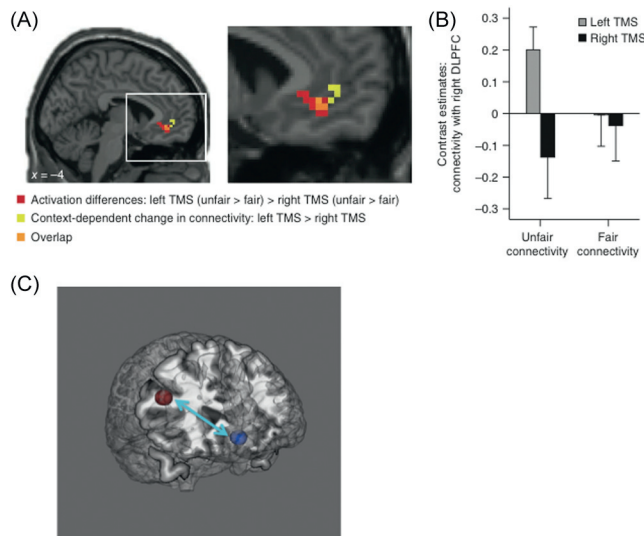 (A)
x = −4
Activation differences: left TMS (unfair > fair) > right TMS (unfair > fair)
Context-dependent change in connectivity: left TMS > right TMS
Overlap
(B)
Left TMS
Right TMS
Contrast estimates:
connectivity with right DLPFC
0.2
0.1
0
−0.1
−0.2
−0.3
Unfair
connectivity
Fair
connectivity
(C)